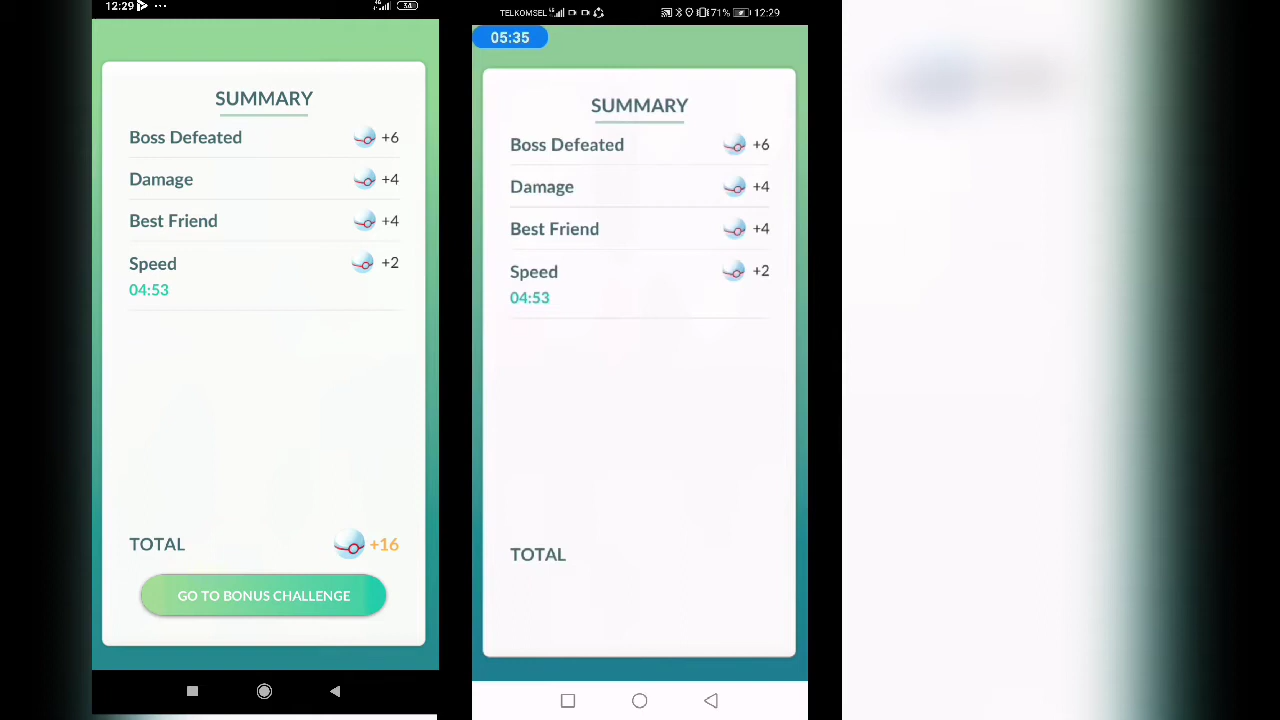 12:29
4G
34
SUMMARY
Boss Defeated +6
Damage +4
Best Friend +4
Speed +2
04:53
TOTAL +16
GO TO BONUS CHALLENGE
TELKOMSEL 71% 12:29
05:35
SUMMARY
Boss Defeated +6
Damage +4
Best Friend +4
Speed +2
04:53
TOTAL